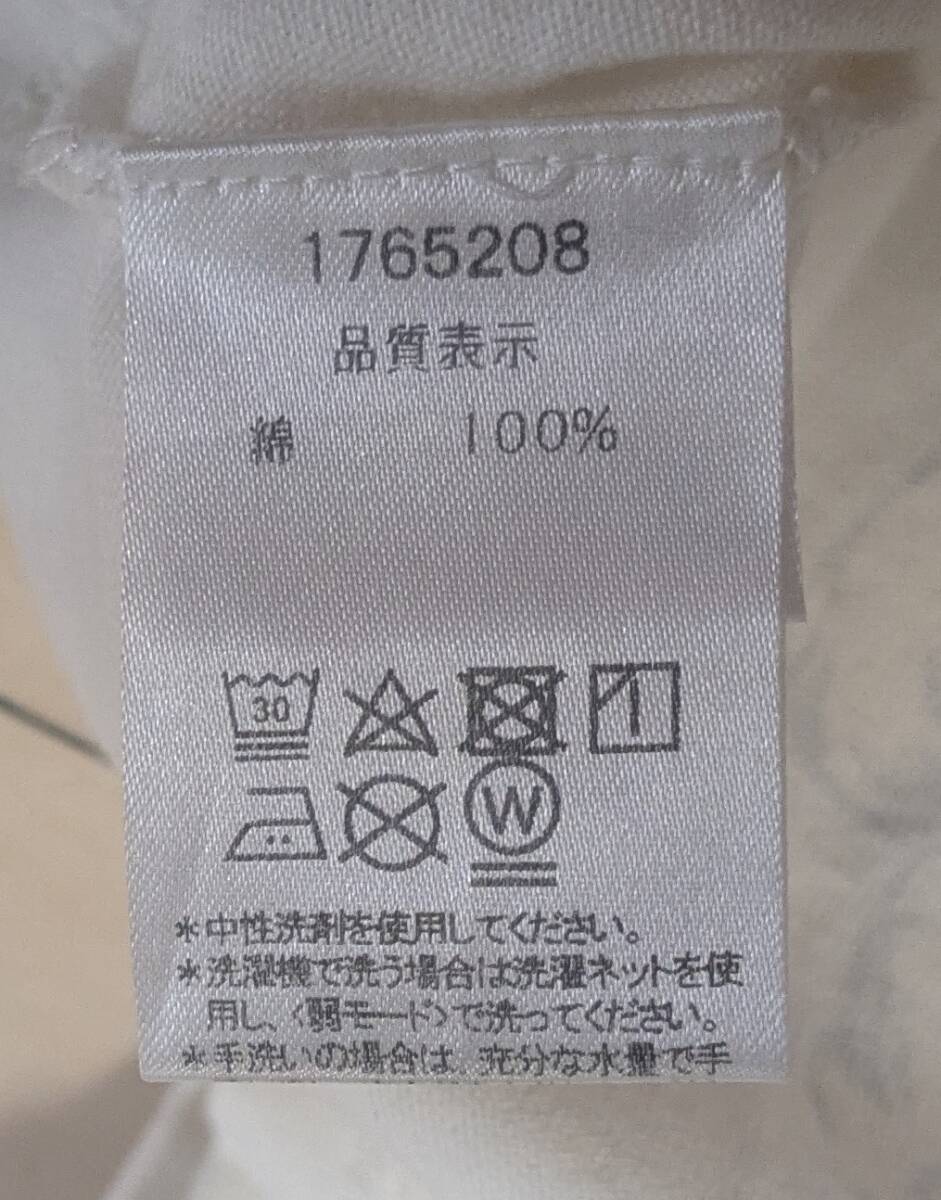 1765208
品質表示
綿 100%
30
W
*中性洗剤を使用してください。
*洗濯機で洗う場合は洗濯ネットを使
用し、〈弱モード〉で洗ってください。
*手洗いの場合は、充分な水量で手